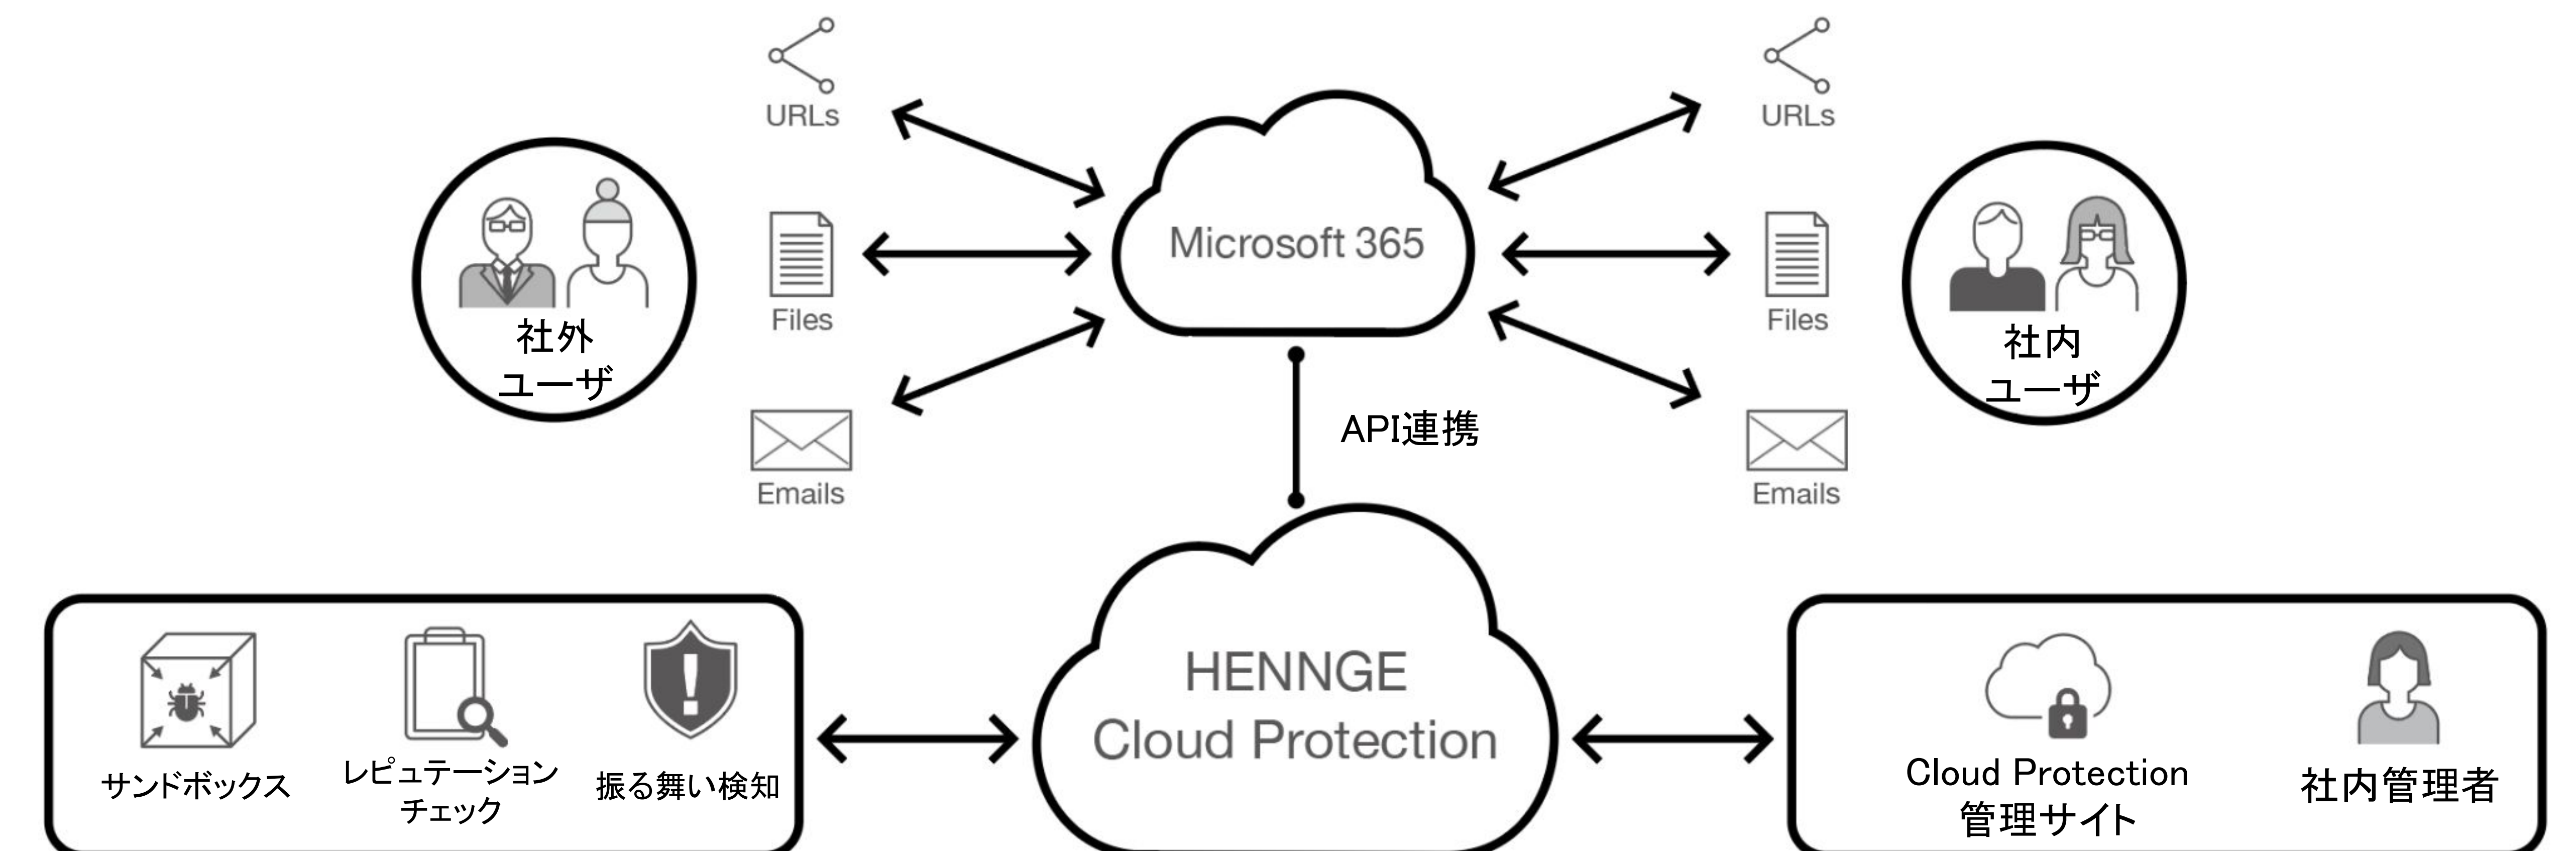 URLs
URLs
Microsoft 365
Files
Files
社外
ユーザ
社内
ユーザ
API連携
Emails
Emails
HENNGE
Cloud Protection
サンドボックス
レピュテーション
チェック
振る舞い検知
Cloud Protection
管理サイト
社内管理者